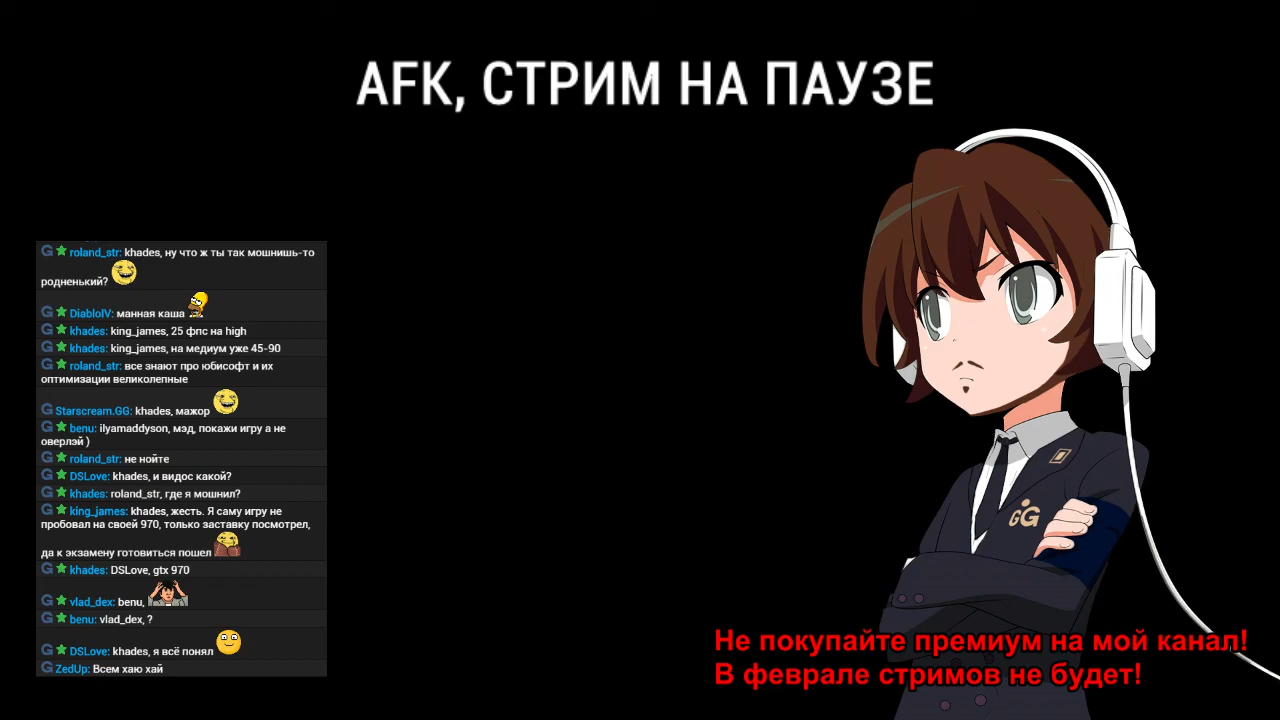 AFK, СТРИМ НА ПАУЗЕ
G roland_str: khades, ну что ж ты так мошнишь-то
родненький?
G DiabloIV: манная каша
G khades: king_james, 25 фпс на high
G khades: king_james, на медиум уже 45-90
G roland_str: все знают про юбисофт и их
оптимизации великолепные
G Starscream.GG: khades, мажор
G benu: ilyamaddyson, мэд, покажи игру а не
оверлэй )
G roland_str: не нойте
G DSLove: khades, и видос какой?
G khades: roland_str, где я мошнил?
G king_james: khades, жесть. Я саму игру не
пробовал на своей 970, только заставку посмотрел,
да к экзамену готовиться пошел
G khades: DSLove, gtx 970
G vlad_dex: benu,
G benu: vlad_dex, ?
G DSLove: khades, я всё понял
G ZedUp: Всем хаю хай
GG
Не покупайте премиум на мой канал!
В феврале стримов не будет!